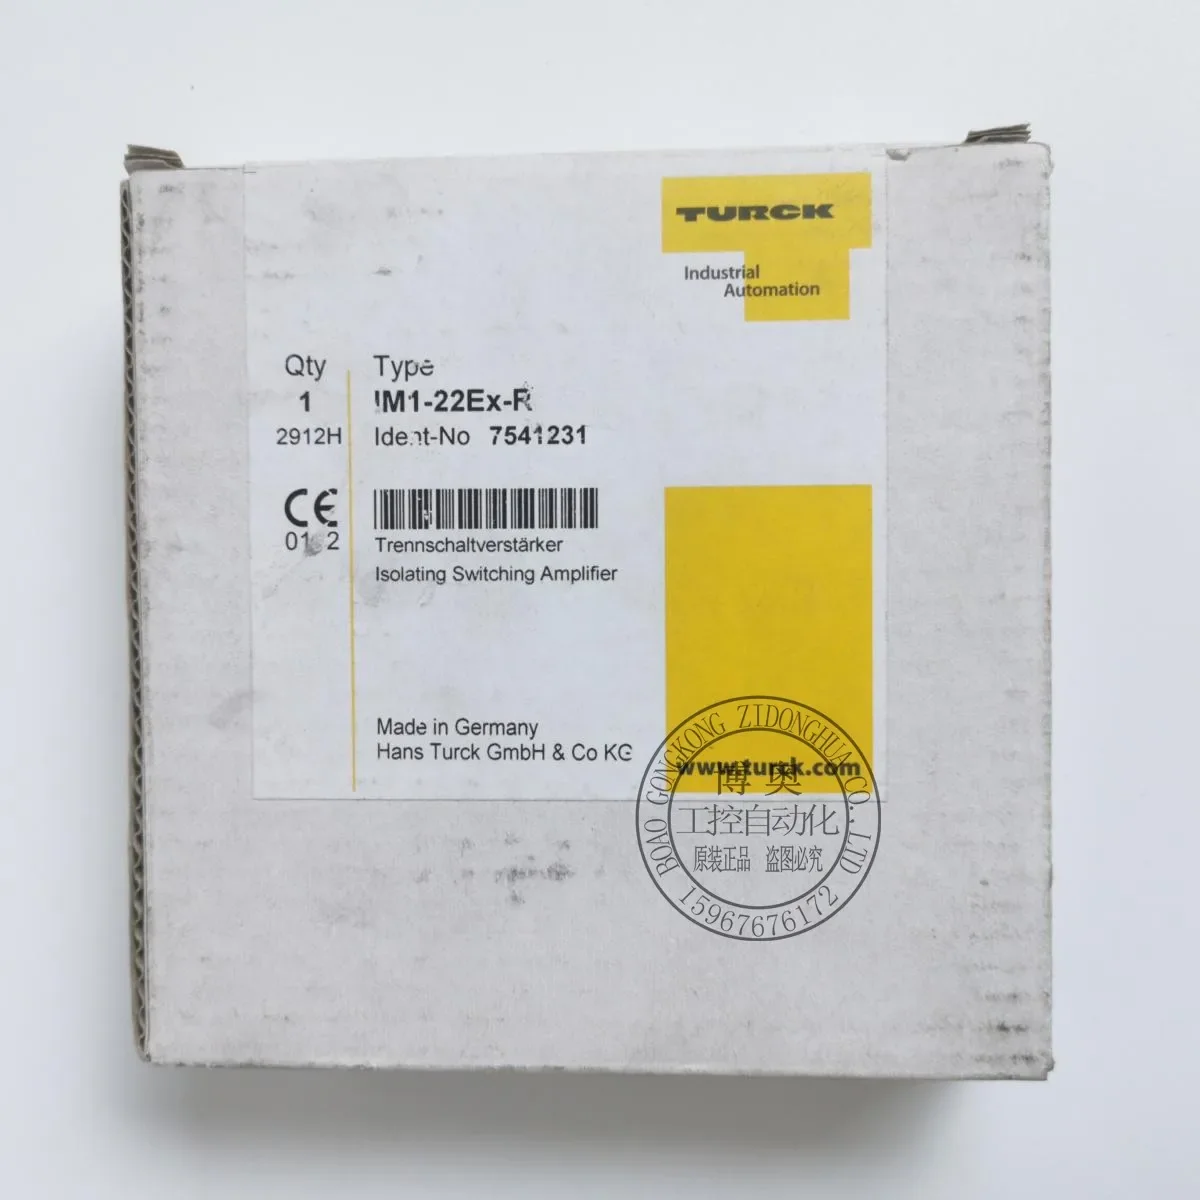 TURCK
Industrial
Automation
Qty Type
1 IM1-22Ex-R
2912H Ident-No 7541231
CE
Trennschaltverstärker
Isolating Switching Amplifier
Made in Germany
Hans Turck GmbH & Co KG
www.turck.com
BOAO GONGKONG ZIDONGHUA CO.,LTD
博奥
工控自动化
原装正品 盗图必究
15967676172